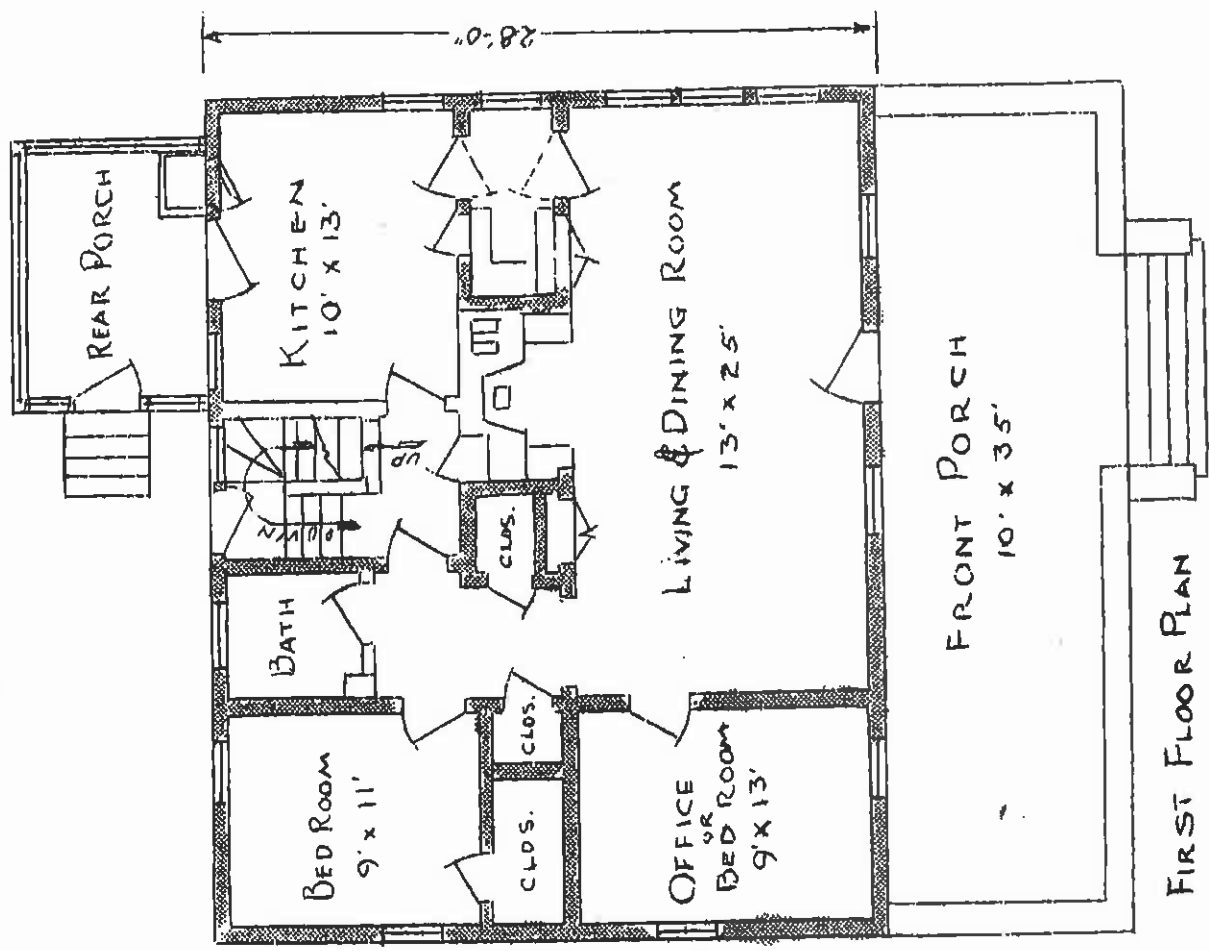 28'-0"
REAR PORCH
KITCHEN
10' x 13'
UP
DOWN
BATH
CLOS.
CLOS.
CLOS.
BED ROOM
9' x 11'
LIVING & DINING ROOM
13' x 25'
OFFICE
OR
BED ROOM
9' x 13'
FRONT PORCH
10' x 35'
FIRST FLOOR PLAN